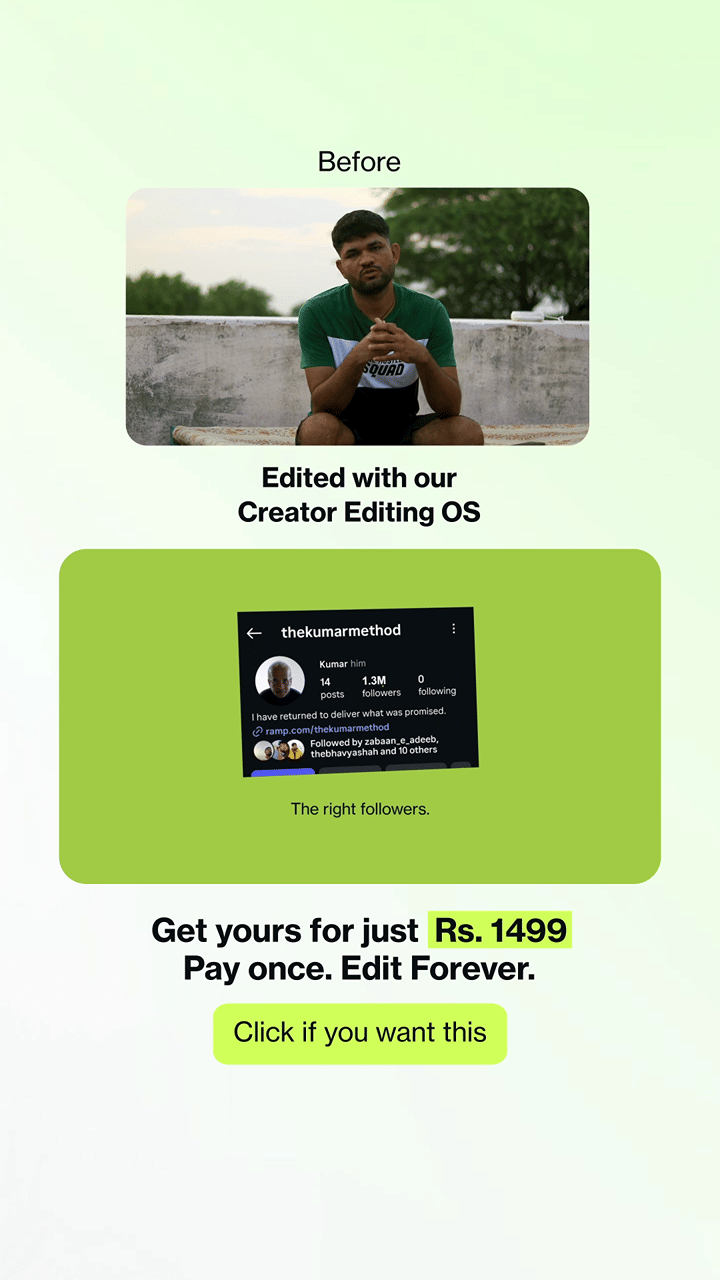 Before
SQUAD
Edited with our
Creator Editing OS
thekumarmethod
Kumar him
14 1.3M 0
posts followers following
I have returned to deliver what was promised.
ramp.com/thekumarmethod
Followed by zabaan_e_adeeb,
thebhavyashah and 10 others
The right followers.
Get yours for just Rs. 1499
Pay once. Edit Forever.
Click if you want this